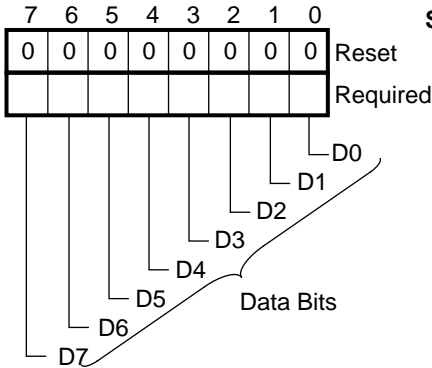 7 6 5 4 3 2 1 0 S
0 0 0 0 0 0 0 0 Reset
Required
D0
D1
D2
D3
D4
D5
Data Bits
D6
D7